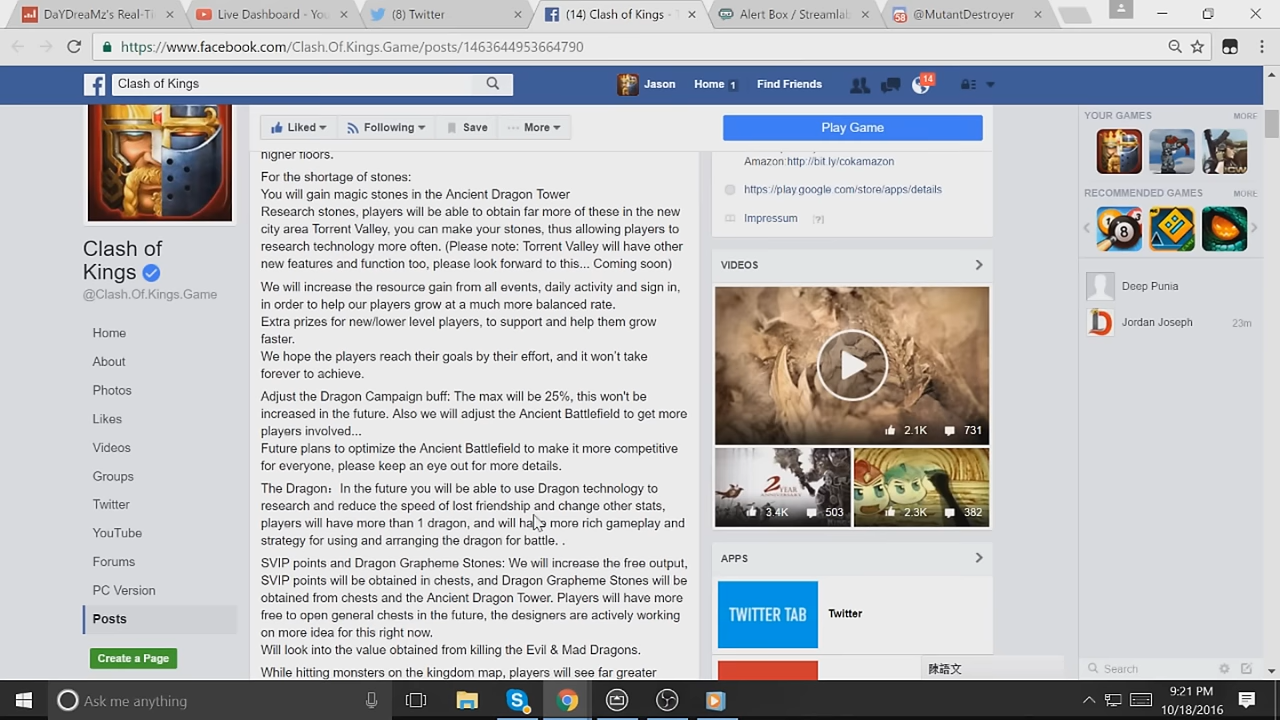 DaYDreaMz's Real-Ti
Live Dashboard - You
(8) Twitter
(14) Clash of Kings - T
Alert Box / Streamlab
@MutantDestroyer
https://www.facebook.com/Clash.Of.Kings.Game/posts/1463644953664790
Clash of Kings
Jason
Home 1
Find Friends
14
Liked
Following
Save
More
Play Game
higher floors.
For the shortage of stones:
You will gain magic stones in the Ancient Dragon Tower
Research stones, players will be able to obtain far more of these in the new
city area Torrent Valley, you can make your stones, thus allowing players to
research technology more often. (Please note: Torrent Valley will have other
new features and function too, please look forward to this... Coming soon)
We will increase the resource gain from all events, daily activity and sign in,
in order to help our players grow at a much more balanced rate.
Extra prizes for new/lower level players, to support and help them grow
faster.
We hope the players reach their goals by their effort, and it won't take
forever to achieve.
Adjust the Dragon Campaign buff: The max will be 25%, this won't be
increased in the future. Also we will adjust the Ancient Battlefield to get more
players involved...
Future plans to optimize the Ancient Battlefield to make it more competitive
for everyone, please keep an eye out for more details.
The Dragon：In the future you will be able to use Dragon technology to
research and reduce the speed of lost friendship and change other stats,
players will have more than 1 dragon, and will have more rich gameplay and
strategy for using and arranging the dragon for battle. .
SVIP points and Dragon Grapheme Stones: We will increase the free output,
SVIP points will be obtained in chests, and Dragon Grapheme Stones will be
obtained from chests and the Ancient Dragon Tower. Players will have more
free to open general chests in the future, the designers are actively working
on more idea for this right now.
Will look into the value obtained from killing the Evil & Mad Dragons.
While hitting monsters on the kingdom map, players will see far greater
Clash of
Kings
@Clash.Of.Kings.Game
Home
About
Photos
Likes
Videos
Groups
Twitter
YouTube
Forums
PC Version
Posts
Create a Page
Amazon:http://bit.ly/cokamazon
https://play.google.com/store/apps/details
Impressum [?]
VIDEOS
2.1K 731
2 YEAR
ANNIVERSARY
3.4K 503
2.3K 382
APPS
TWITTER TAB
Twitter
陳語文
YOUR GAMES MORE
RECOMMENDED GAMES MORE
8
Deep Punia
Jordan Joseph 23m
Search
Ask me anything
9:21 PM
10/18/2016